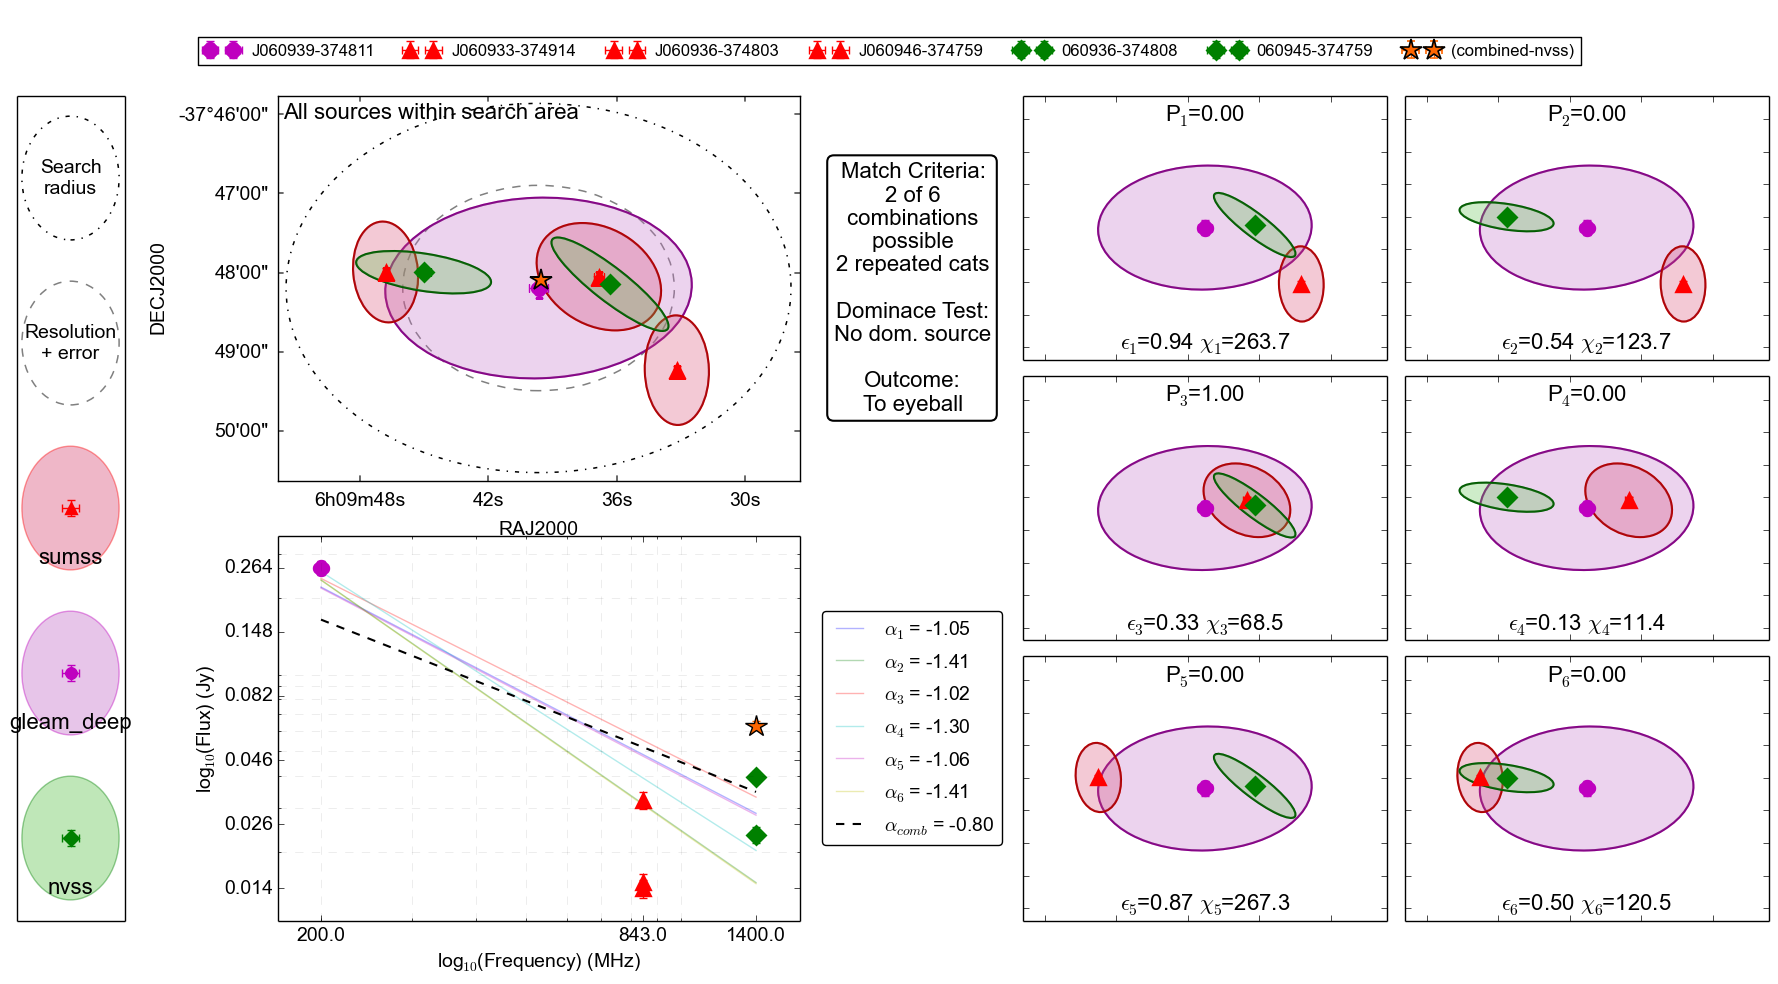 J060939-374811 J060933-374914 J060936-374803 J060946-374759 060936-374808 060945-374759 (combined-nvss)
Search
radius
Resolution
+ error
sumss
gleam_deep
nvss
All sources within search area
-37°46'00"
47'00"
48'00"
49'00"
50'00"
DECJ2000
6h09m48s 42s 36s 30s
RAJ2000
Match Criteria:
2 of 6
combinations
possible
2 repeated cats
Dominace Test:
No dom. source
Outcome:
To eyeball
0.264
0.148
0.082
0.046
0.026
0.014
log10(Flux) (Jy)
200.0 843.0 1400.0
log10(Frequency) (MHz)
α1 = -1.05
α2 = -1.41
α3 = -1.02
α4 = -1.30
α5 = -1.06
α6 = -1.41
αcomb = -0.80
P1=0.00
ϵ1=0.94 χ1=263.7
P2=0.00
ϵ2=0.54 χ2=123.7
P3=1.00
ϵ3=0.33 χ3=68.5
P4=0.00
ϵ4=0.13 χ4=11.4
P5=0.00
ϵ5=0.87 χ5=267.3
P6=0.00
ϵ6=0.50 χ6=120.5